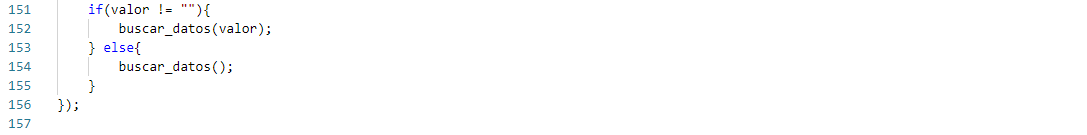 151 if(valor != ""){
152 buscar_datos(valor);
153 } else{
154 buscar_datos();
155 }
156 });
157